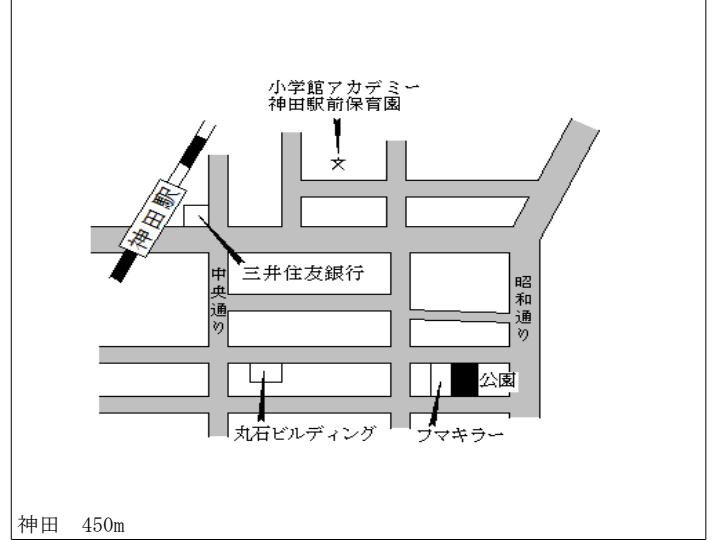 小学館アカデミー
神田駅前保育園
文
神田駅
三井住友銀行
中央通り
昭和通り
公園
丸石ビルディング
フマキラー
神田 450m